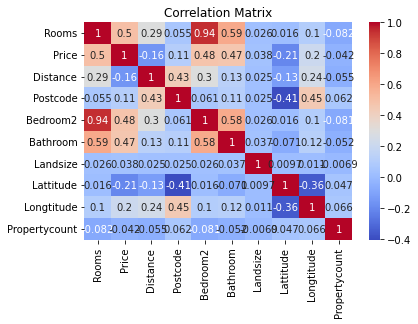 Correlation Matrix
Rooms 1 0.5 0.29 0.055 0.94 0.59 0.026 0.016 0.1 -0.082
Price 0.5 1 -0.16 0.11 0.48 0.47 0.038 -0.21 0.2 -0.042
Distance 0.29 -0.16 1 0.43 0.3 0.13 0.025 -0.13 0.24 -0.055
Postcode 0.055 0.11 0.43 1 0.061 0.11 0.025 -0.41 0.45 0.062
Bedroom2 0.94 0.48 0.3 0.061 1 0.58 0.026 0.016 0.1 -0.081
Bathroom 0.59 0.47 0.13 0.11 0.58 1 0.037 -0.071 0.12 -0.052
Landsize 0.026 0.038 0.025 0.025 0.026 0.037 1 0.0097 0.011 -0.0069
Lattitude 0.016 -0.21 -0.13 -0.41 0.016 -0.071 0.0097 1 -0.36 0.047
Longtitude 0.1 0.2 0.24 0.45 0.1 0.12 0.011 -0.36 1 0.066
Propertycount -0.082 -0.042 -0.055 0.062 -0.081 -0.052 -0.0069 0.047 0.066 1
Rooms Price Distance Postcode Bedroom2 Bathroom Landsize Lattitude Longtitude Propertycount
1.0
0.8
0.6
0.4
0.2
0.0
-0.2
-0.4